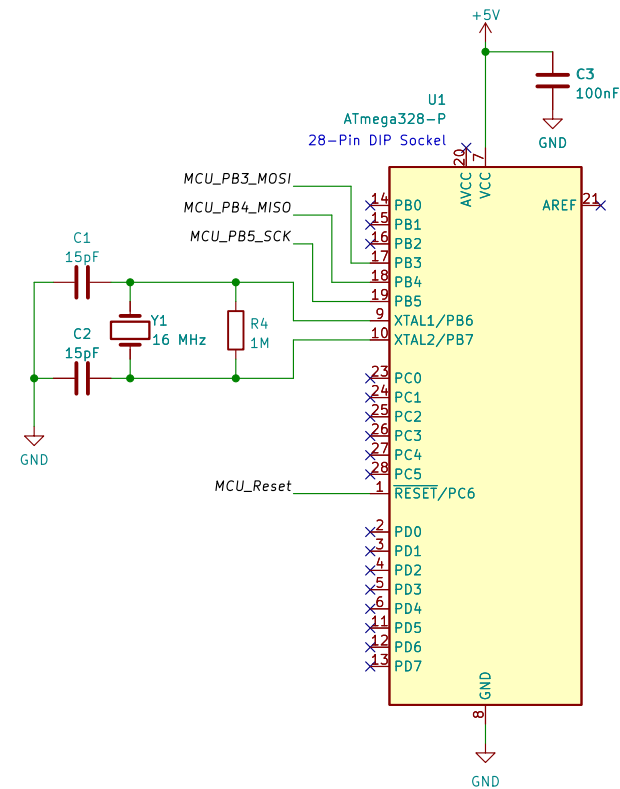 +5V
C3
100nF
GND
U1
ATmega328-P
28-Pin DIP Socket
20
7
AVCC
VCC
MCU_PB3_MOSI
MCU_PB4_MISO
MCU_PB5_SCK
14 PB0
AREF 21
15 PB1
16 PB2
17 PB3
18 PB4
19 PB5
9 XTAL1/PB6
10 XTAL2/PB7
C1
15pF
C2
15pF
Y1
16 MHz
R4
1M
GND
23 PC0
24 PC1
25 PC2
26 PC3
27 PC4
28 PC5
MCU_Reset
1 RESET/PC6
2 PD0
3 PD1
4 PD2
5 PD3
6 PD4
11 PD5
12 PD6
13 PD7
GND
8
GND